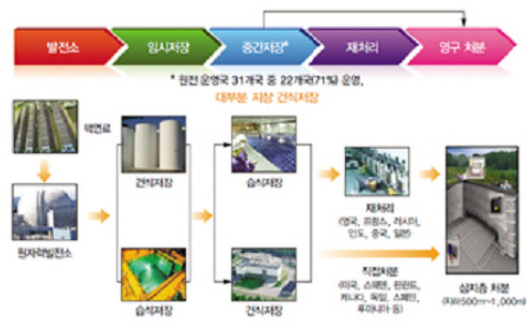 발전소
임시저장
중간저장*
재처리
영구 처분
* 원전 운영국 31개국 중 22개국(71%) 운영,
대부분 지상 건식저장
핵연료
원자력발전소
건식저장
습식저장
습식저장
건식저장
재처리
(영국, 프랑스, 러시아,
인도, 중국, 일본)
직접처분
(미국, 스웨덴, 핀란드,
캐나다, 독일, 스페인,
루마니아 등)
심지층 처분
(지하500m~1,000m)